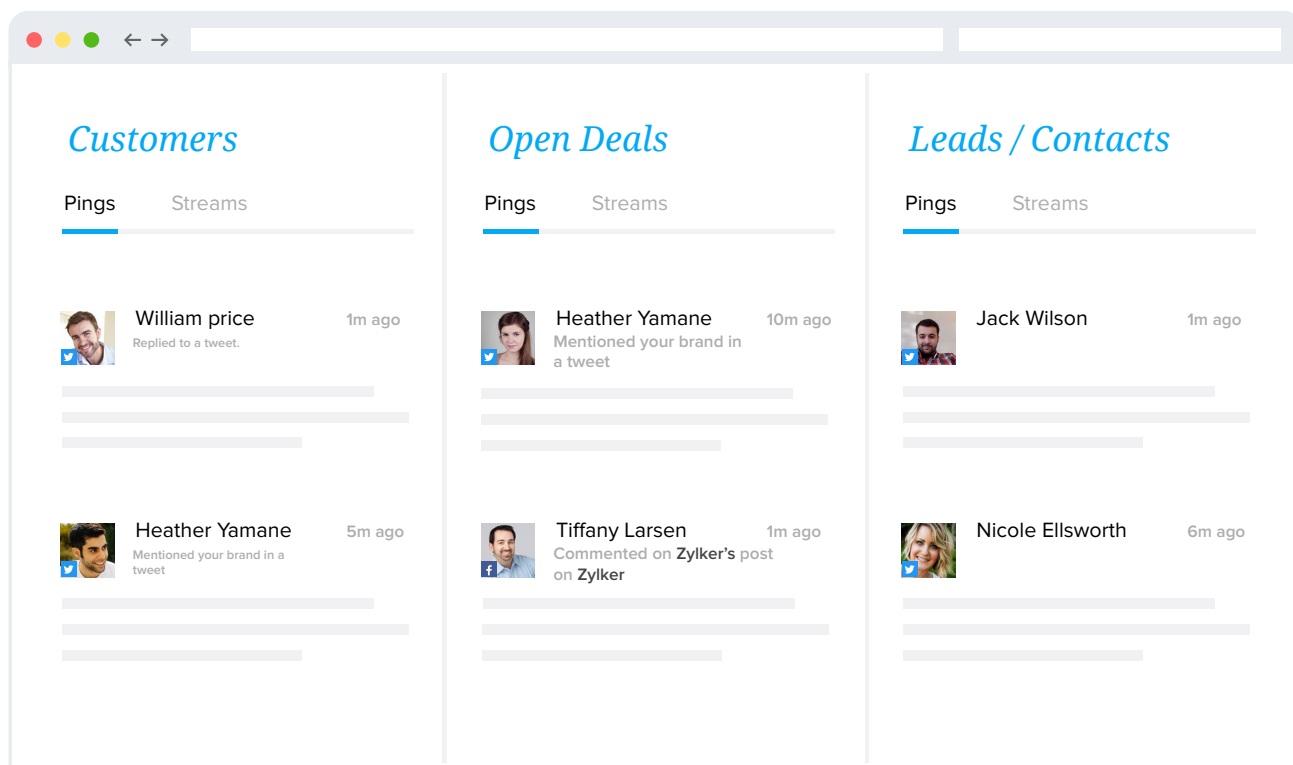 Customers
Pings Streams
William price 1m ago
Replied to a tweet.
Heather Yamane 5m ago
Mentioned your brand in a
tweet
Open Deals
Pings Streams
Heather Yamane 10m ago
Mentioned your brand in
a tweet
Tiffany Larsen 1m ago
Commented on Zylker’s post
on Zylker
Leads / Contacts
Pings Streams
Jack Wilson 1m ago
Nicole Ellsworth 6m ago